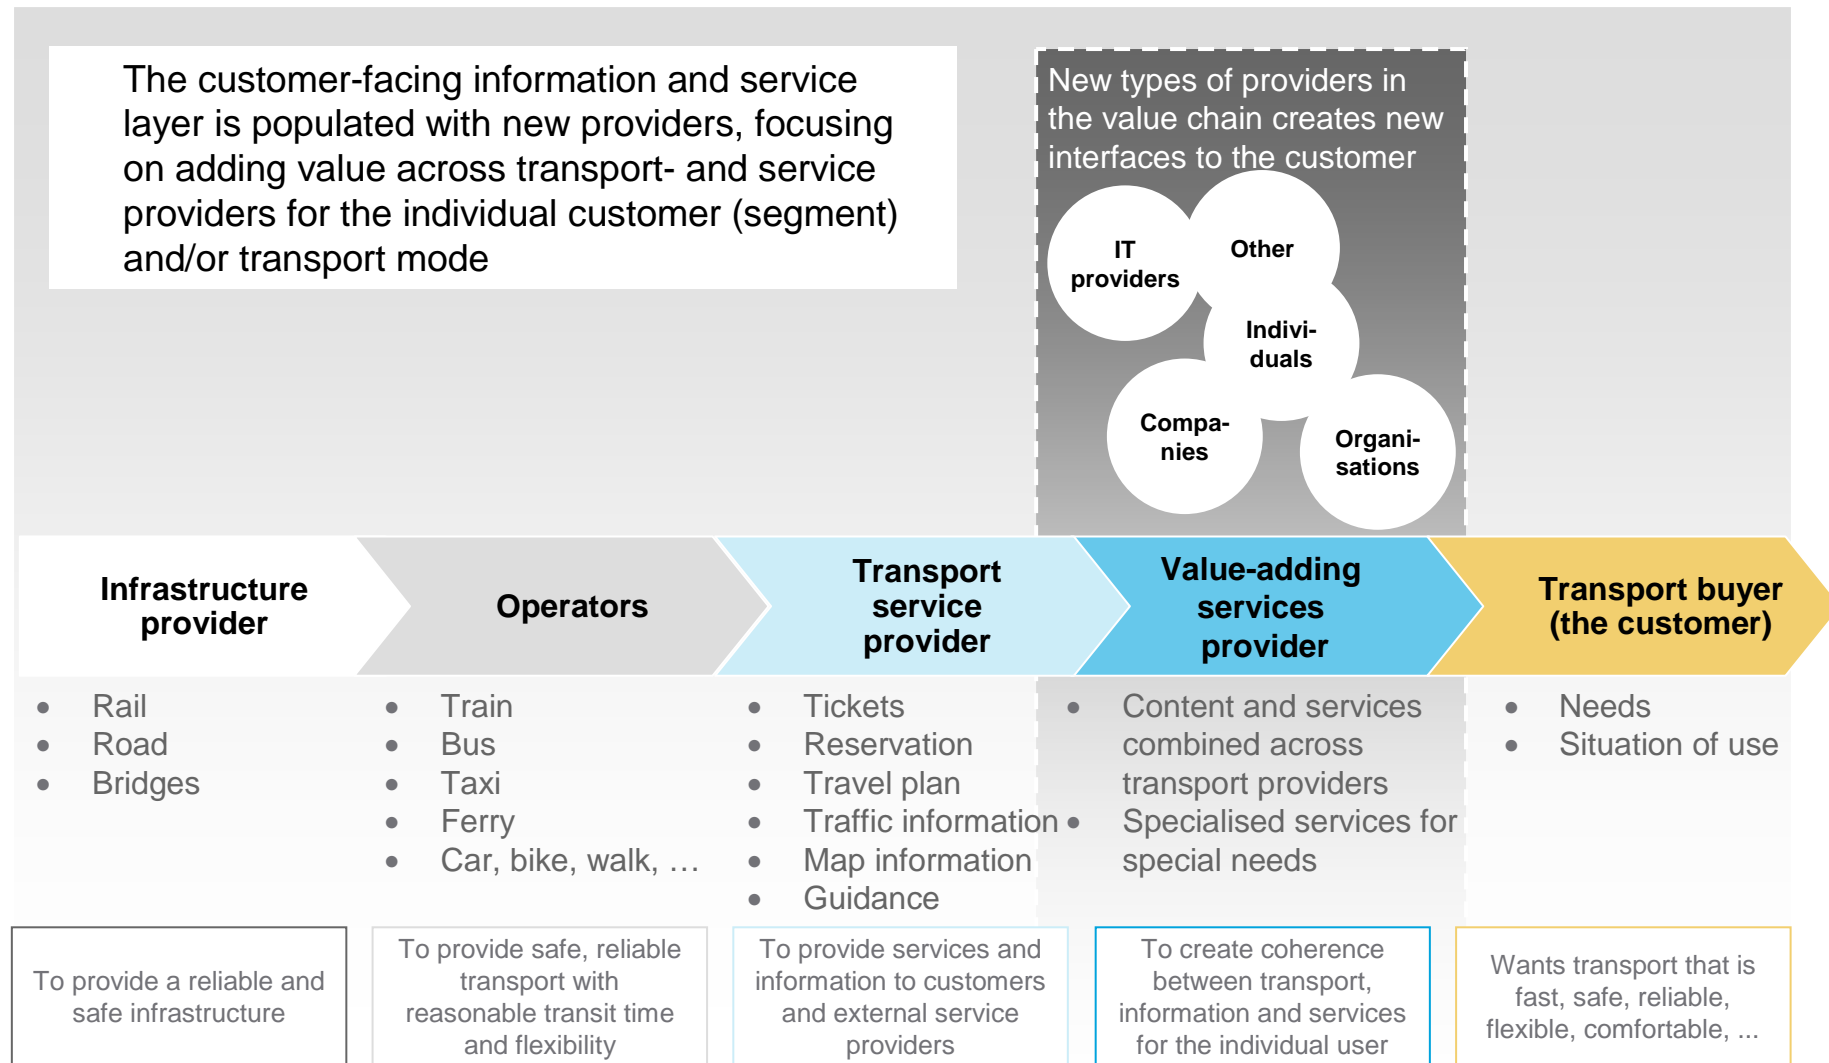 The customer-facing information and service
layer is populated with new providers, focusing
on adding value across transport- and service
providers for the individual customer (segment)
and/or transport mode
New types of providers in
the value chain creates new
interfaces to the customer
IT
providers
Other
Indivi-
duals
Compa-
nies
Organi-
sations
Infrastructure
provider
Operators
Transport
service
provider
Value-adding
services
provider
Transport buyer
(the customer)
• Rail
• Road
• Bridges
• Train
• Bus
• Taxi
• Ferry
• Car, bike, walk, …
• Tickets
• Reservation
• Travel plan
• Traffic information
• Map information
• Guidance
• Content and services
combined across
transport providers
• Specialised services for
special needs
• Needs
• Situation of use
To provide a reliable and
safe infrastructure
To provide safe, reliable
transport with
reasonable transit time
and flexibility
To provide services and
information to customers
and external service
providers
To create coherence
between transport,
information and services
for the individual user
Wants transport that is
fast, safe, reliable,
flexible, comfortable, ...